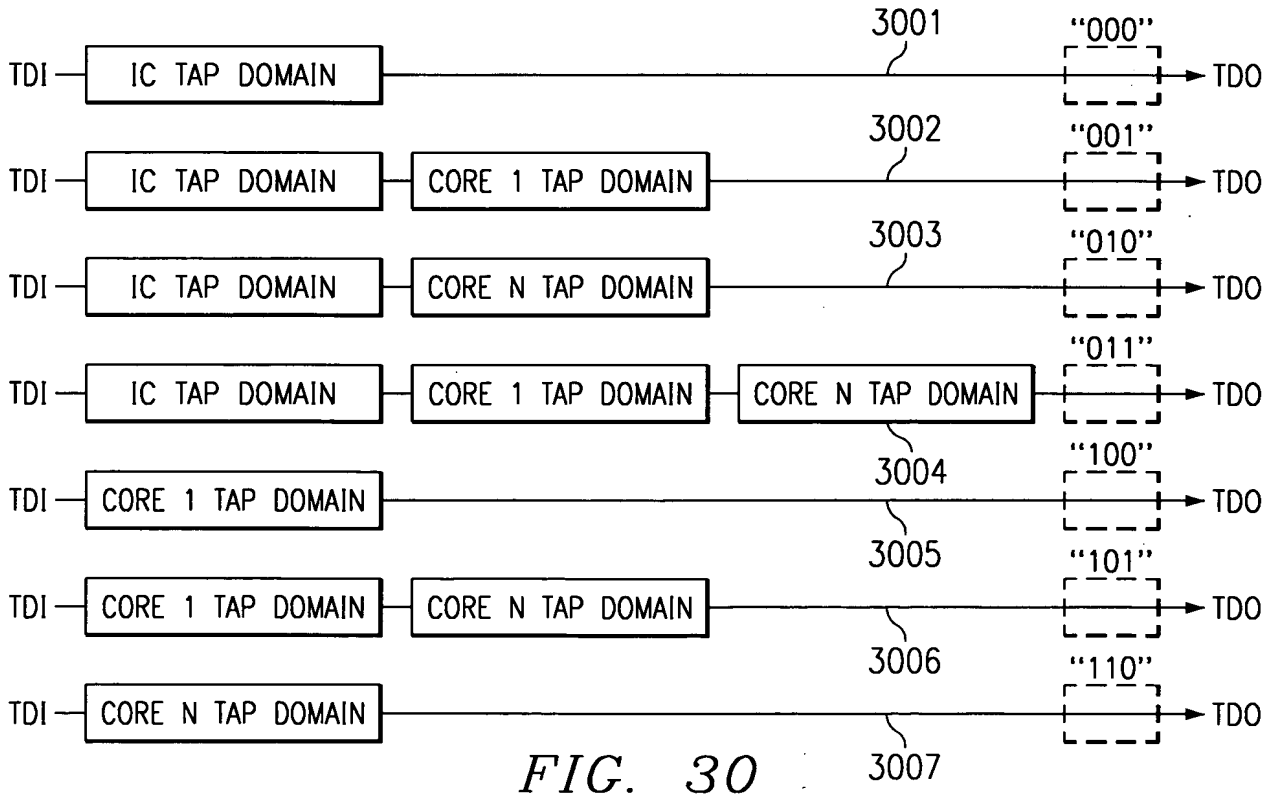 3001 "000"
TDI IC TAP DOMAIN TDO
3002 "001"
TDI IC TAP DOMAIN CORE 1 TAP DOMAIN TDO
3003 "010"
TDI IC TAP DOMAIN CORE N TAP DOMAIN TDO
"011"
TDI IC TAP DOMAIN CORE 1 TAP DOMAIN CORE N TAP DOMAIN TDO
3004 "100"
TDI CORE 1 TAP DOMAIN TDO
3005 "101"
TDI CORE 1 TAP DOMAIN CORE N TAP DOMAIN TDO
3006 "110"
TDI CORE N TAP DOMAIN TDO
3007
FIG. 30